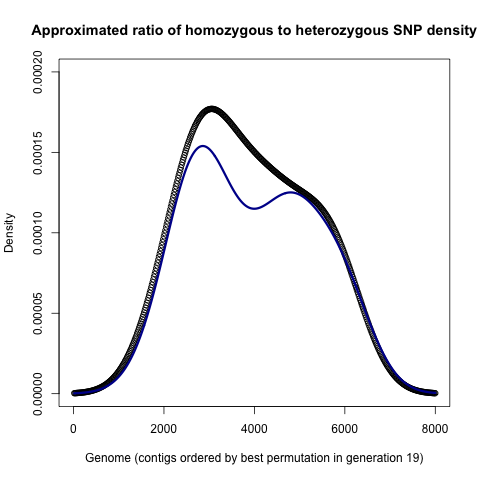 Approximated ratio of homozygous to heterozygous SNP density
Density
0.00020
0.00015
0.00010
0.00005
0.00000
0 2000 4000 6000 8000
Genome (contigs ordered by best permutation in generation 19)